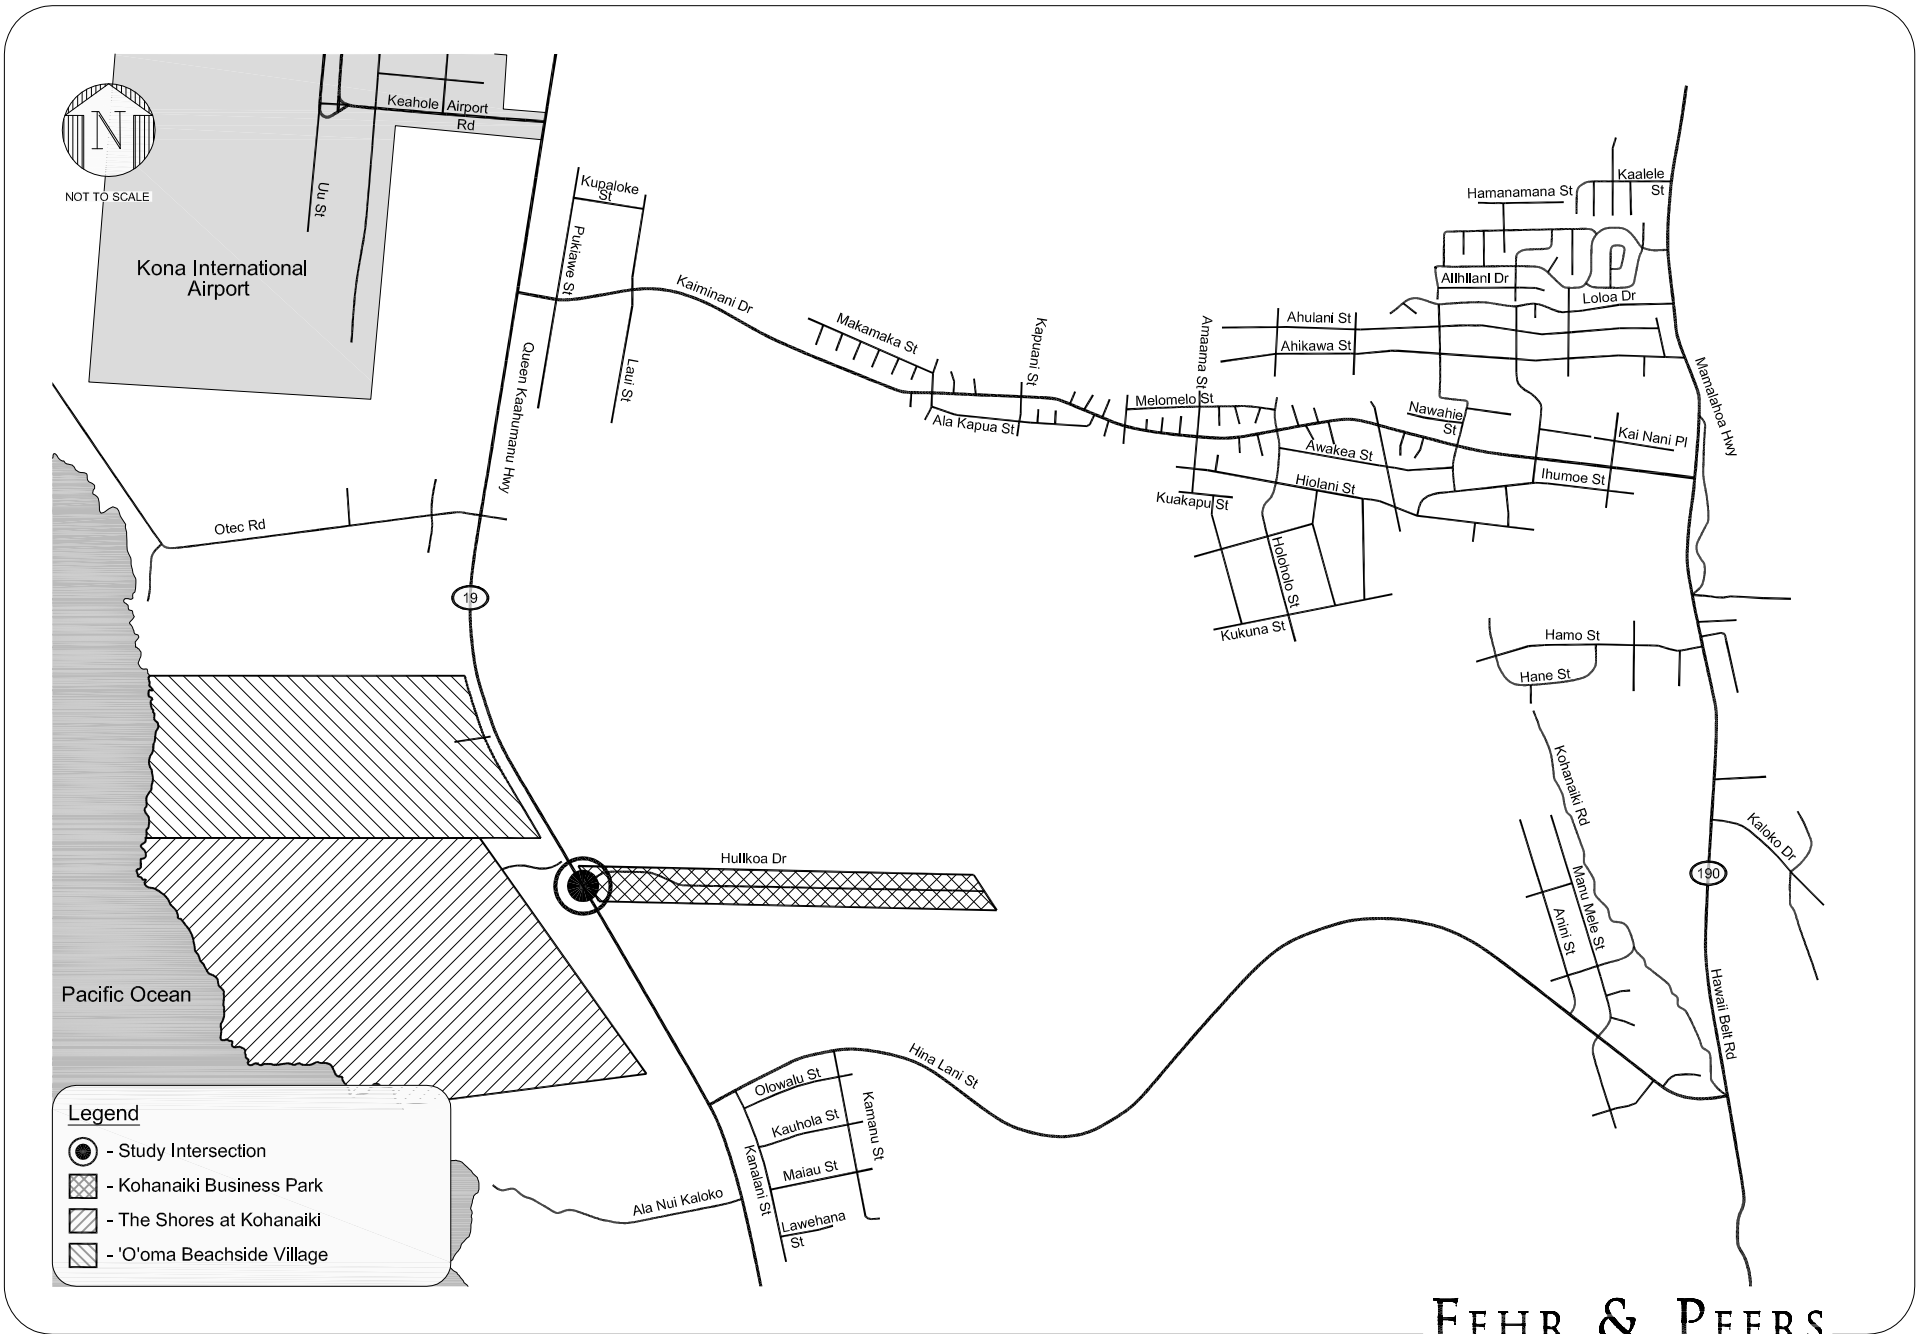 Keahole Airport
Rd
N
NOT TO SCALE
Uu St
Kona International
Airport
Kupaloke
St
Pukiawe St
Kaiminani Dr
Laui St
Queen Kaahumanu Hwy
Makamaka St
Kapuani St
Ala Kapua St
Amaama St
Melomelo St
Hamanamana St
Kaalele
St
AlIhIlanI Dr
Loloa Dr
Ahulani St
Ahikawa St
Mamalahoa Hwy
Nawahie
St
Kai Nani Pl
Awakea St
Ihumoe St
Hiolani St
Kuakapu St
Holoholo St
Kukuna St
Otec Rd
19
Hamo St
Hane St
Kohanaiki Rd
Kaloko Dr
190
Manu Mele St
Anini St
Hawaii Belt Rd
HulIkoa Dr
Pacific Ocean
Hina Lani St
Olowalu St
Kauhola St
Kamanu St
Maiau St
Kanalani St
Ala Nui Kaloko
Lawehana
St
Legend
- Study Intersection
- Kohanaiki Business Park
- The Shores at Kohanaiki
- 'O'oma Beachside Village
FEHR & PEERS